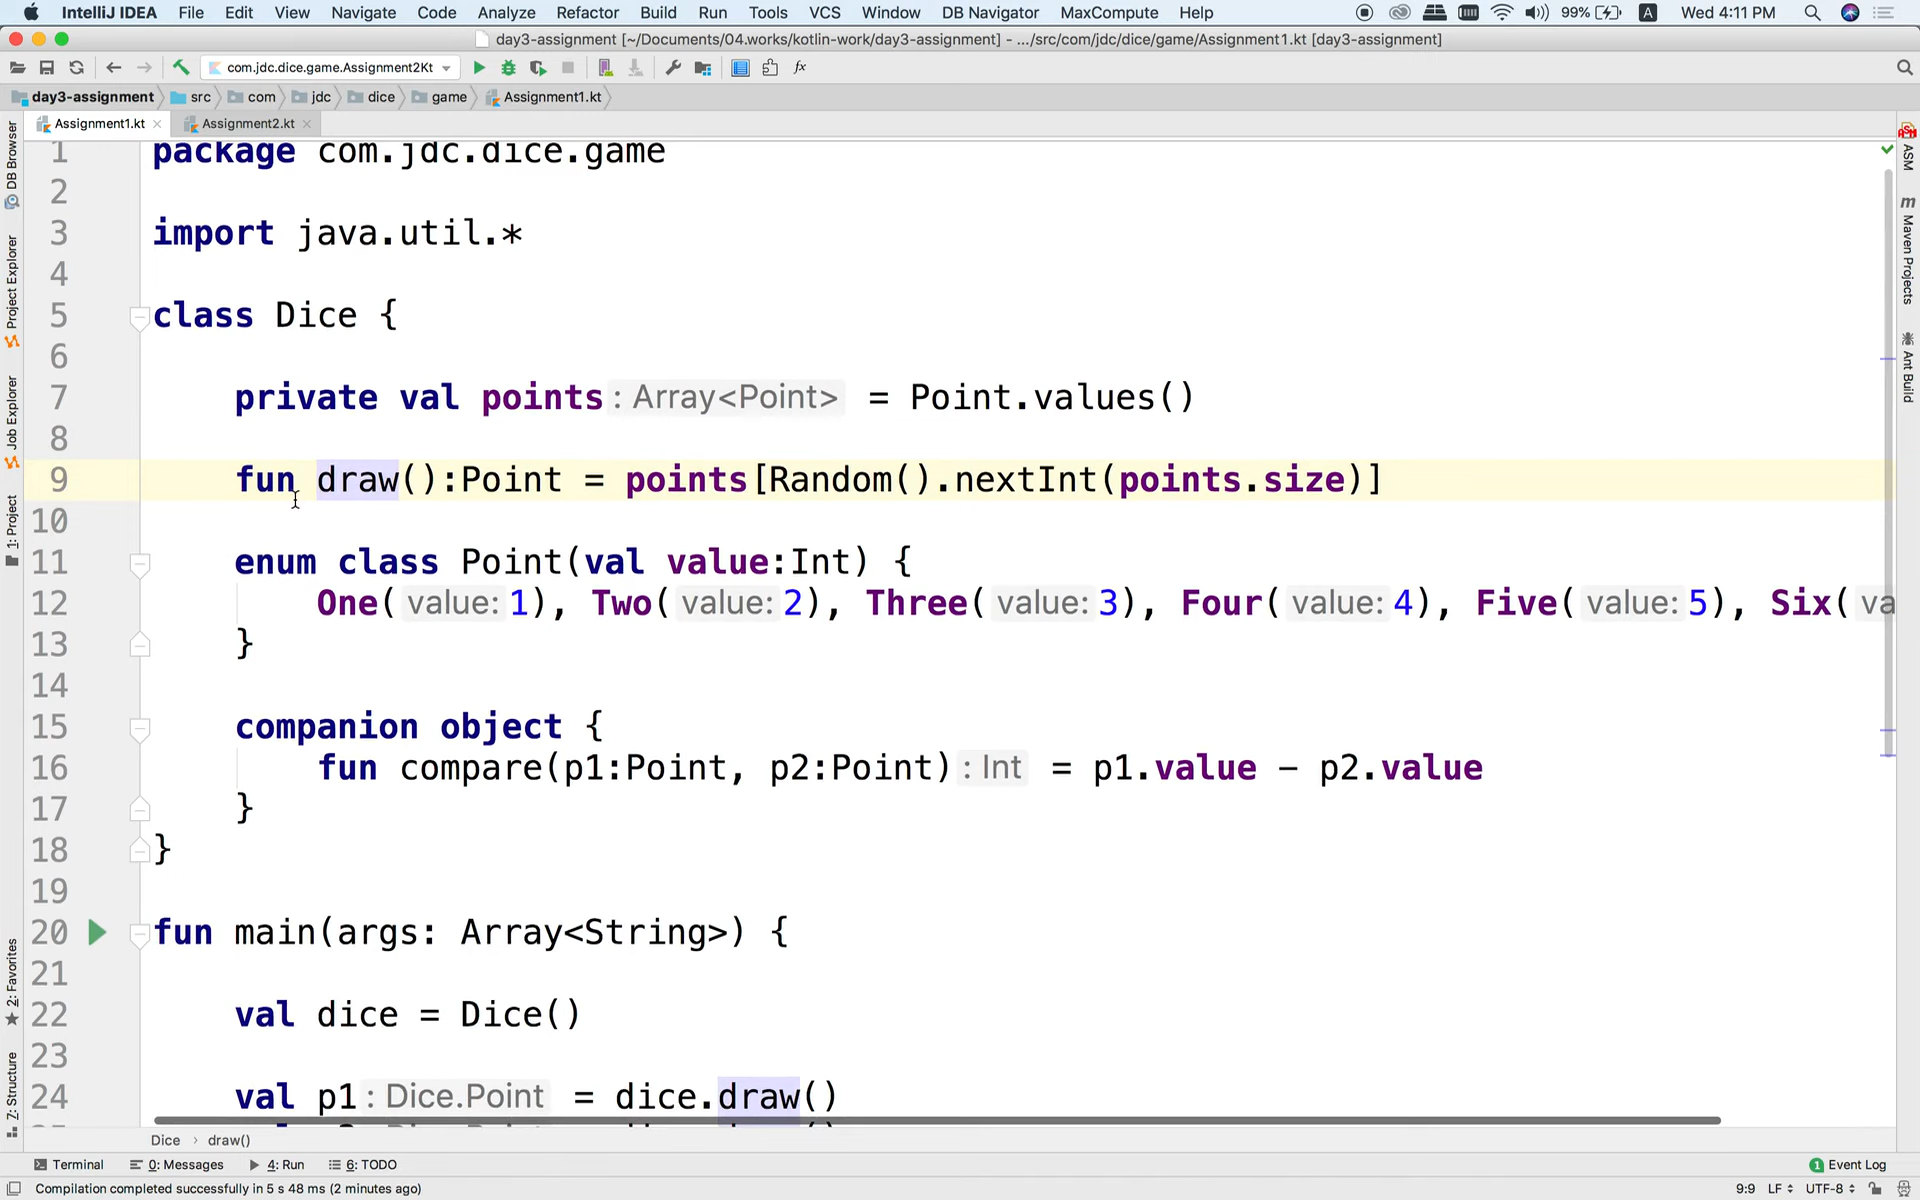 IntelliJ IDEA File Edit View Navigate Code Analyze Refactor Build Run Tools VCS Window DB Navigator MaxCompute Help 99% A Wed 4:11 PM
day3-assignment [~/Documents/04.works/kotlin-work/day3-assignment] - .../src/com/jdc/dice/game/Assignment1.kt [day3-assignment]
com.jdc.dice.game.Assignment2Kt
day3-assignment src com jdc dice game Assignment1.kt
Assignment1.kt Assignment2.kt
DB Browser
Project Explorer
Job Explorer
1: Project
2: Favorites
Z: Structure
ASM
Maven Projects
Ant Build
1 package com.jdc.dice.game
2
3 import java.util.*
4
5 class Dice {
6
7 private val points : Array<Point> = Point.values()
8
9 fun draw():Point = points[Random().nextInt(points.size)]
10
11 enum class Point(val value:Int) {
12 One( value: 1), Two( value: 2), Three( value: 3), Four( value: 4), Five( value: 5), Six( va
13 }
14
15 companion object {
16 fun compare(p1:Point, p2:Point) : Int = p1.value - p2.value
17 }
18 }
19
20 fun main(args: Array<String>) {
21
22 val dice = Dice()
23
24 val p1 : Dice.Point = dice.draw()
Dice › draw()
Terminal 0: Messages 4: Run 6: TODO 1 Event Log
Compilation completed successfully in 5 s 48 ms (2 minutes ago) 9:9 LF UTF-8